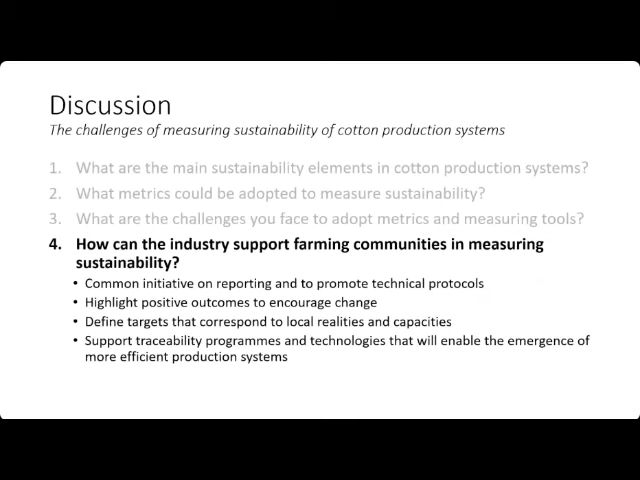 Discussion
The challenges of measuring sustainability of cotton production systems
1. What are the main sustainability elements in cotton production systems?
2. What metrics could be adopted to measure sustainability?
3. What are the challenges you face to adopt metrics and measuring tools?
4. How can the industry support farming communities in measuring
sustainability?
• Common initiative on reporting and to promote technical protocols
• Highlight positive outcomes to encourage change
• Define targets that correspond to local realities and capacities
• Support traceability programmes and technologies that will enable the emergence of
more efficient production systems